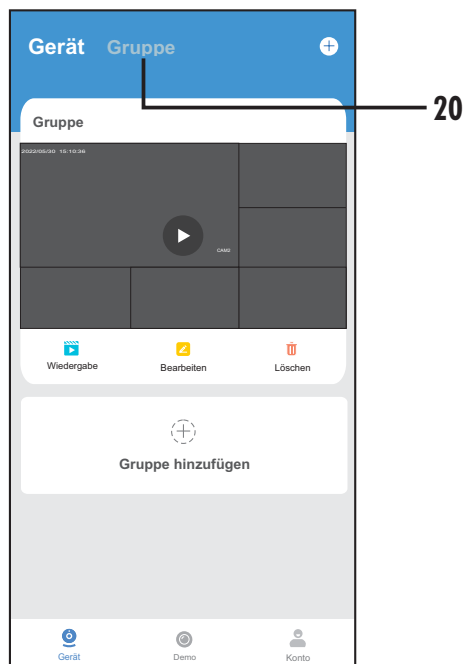 Gerät Gruppe
20
Gruppe
2022/05/30 15:10:36
CAM2
Wiedergabe Bearbeiten Löschen
Gruppe hinzufügen
Gerät Demo Konto